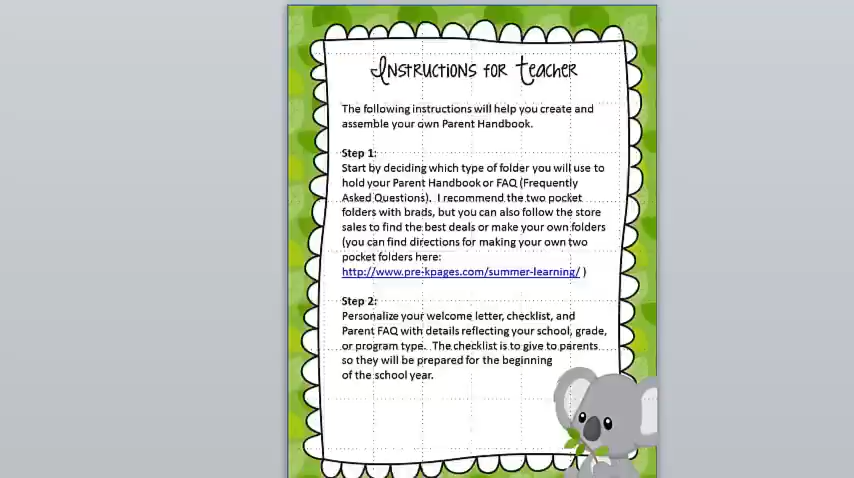 Instructions for Teacher
The following instructions will help you create and
assemble your own Parent Handbook.
Step 1:
Start by deciding which type of folder you will use to
hold your Parent Handbook or FAQ (Frequently
Asked Questions).  I recommend the two pocket
folders with brads, but you can also follow the store
sales to find the best deals or make your own folders
(you can find directions for making your own two
pocket folders here:
http://www.pre-kpages.com/summer-learning/ )
Step 2:
Personalize your welcome letter, checklist, and
Parent FAQ with details reflecting your school, grade,
or program type.  The checklist is to give to parents
so they will be prepared for the beginning
of the school year.